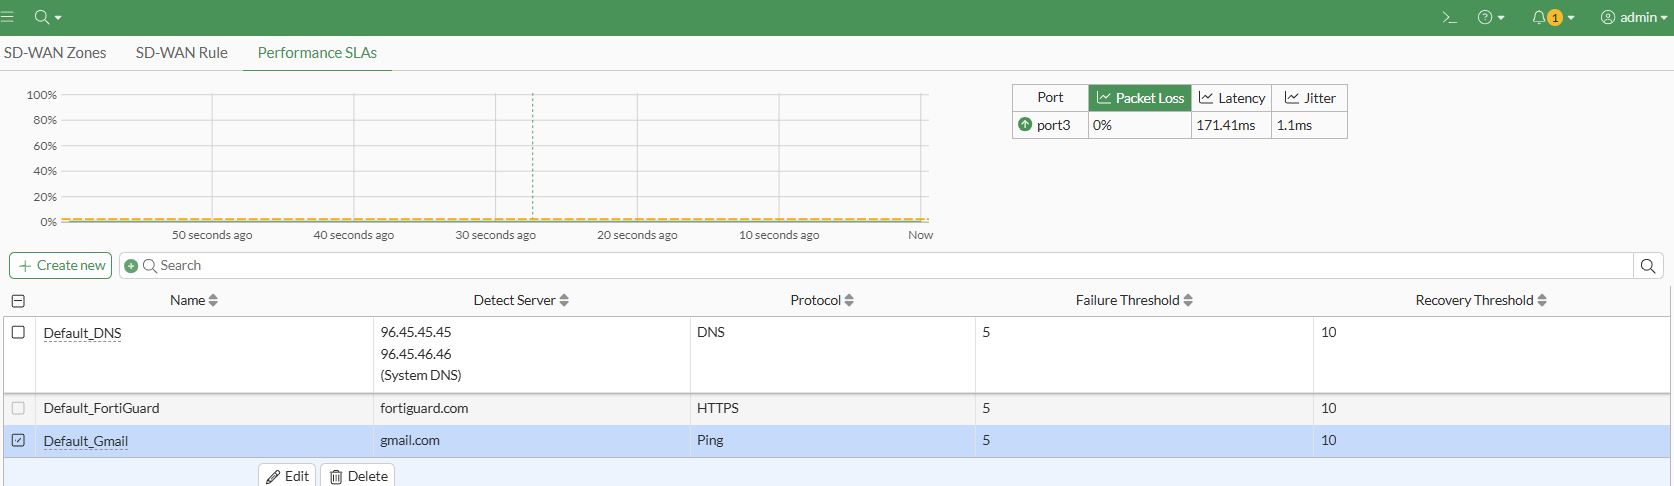 1 admin
SD-WAN Zones SD-WAN Rule Performance SLAs
100%
80%
60%
40%
20%
0%
50 seconds ago 40 seconds ago 30 seconds ago 20 seconds ago 10 seconds ago Now
Port Packet Loss Latency Jitter
port3 0% 171.41ms 1.1ms
Create new Search
Name Detect Server Protocol Failure Threshold Recovery Threshold
Default_DNS 96.45.45.45 DNS 5 10
96.45.46.46
(System DNS)
Default_FortiGuard fortiguard.com HTTPS 5 10
Default_Gmail gmail.com Ping 5 10
Edit Delete